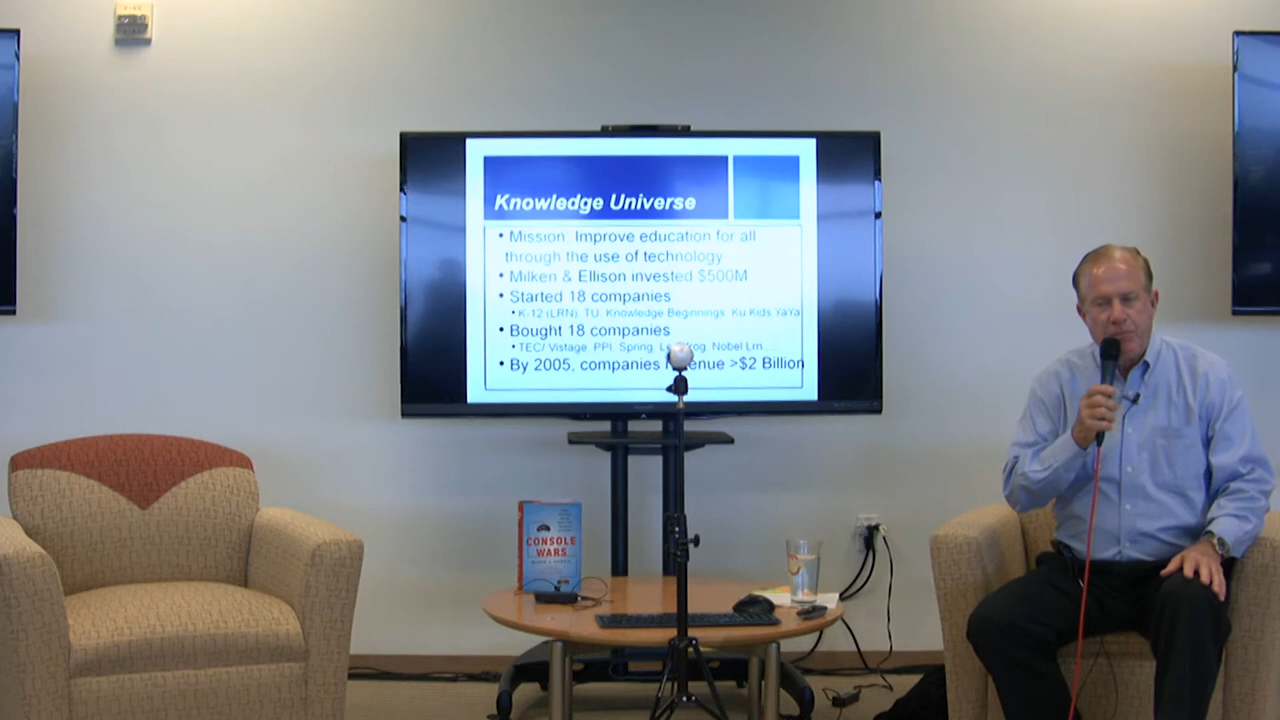 Knowledge Universe
• Mission: Improve education for all
through the use of technology
• Milken & Ellison invested $500M
• Started 18 companies
• K-12 (LRN), TU, Knowledge Beginnings, Ku Kids YaYa
• Bought 18 companies
• TEC/ Vistage, PPI, Spring, Nobel Lrn...
• By 2005, companies >$2 Billion
CONSOLE
WARS